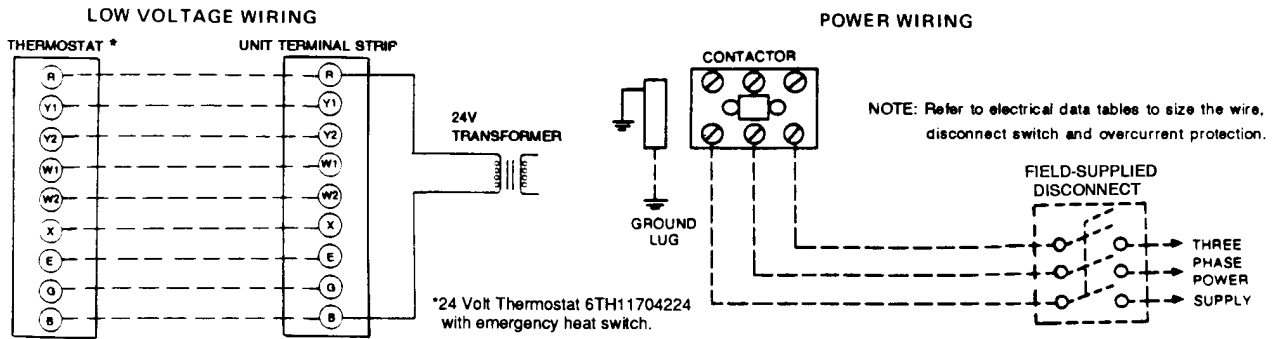 LOW VOLTAGE WIRING
THERMOSTAT *
UNIT TERMINAL STRIP
R
Y1
Y2
W1
W2
X
E
G
B
R
Y1
Y2
W1
W2
X
E
G
B
24V
TRANSFORMER
*24 Volt Thermostat 6TH11704224
with emergency heat switch.
POWER WIRING
CONTACTOR
GROUND
LUG
NOTE: Refer to electrical data tables to size the wire,
disconnect switch and overcurrent protection.
FIELD-SUPPLIED
DISCONNECT
THREE
PHASE
POWER
SUPPLY